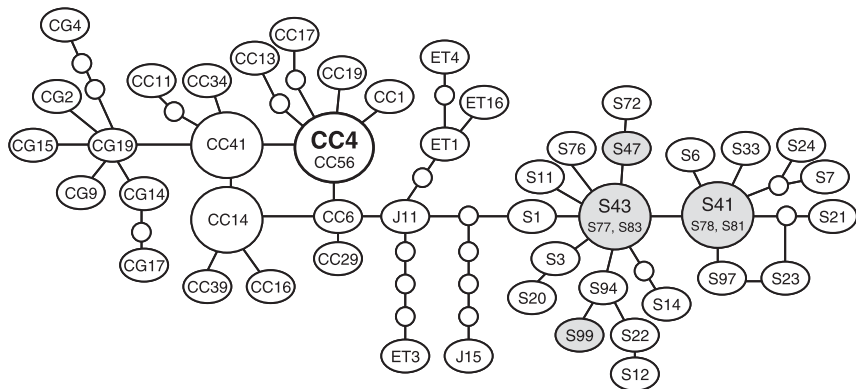 CG4
CC17
CC13
ET4
CC11
CC34
CC19
CG2
CC1
ET16
S72
CG15
CG19
CC41
CC4
CC56
ET1
S76
S47
S6
S33
S24
S11
S7
CG9
CG14
CC14
CC6
J11
S1
S43
S77, S83
S41
S78, S81
S21
CG17
CC29
S3
S97
S23
CC39
CC16
S20
S94
S14
S99
S22
ET3
J15
S12